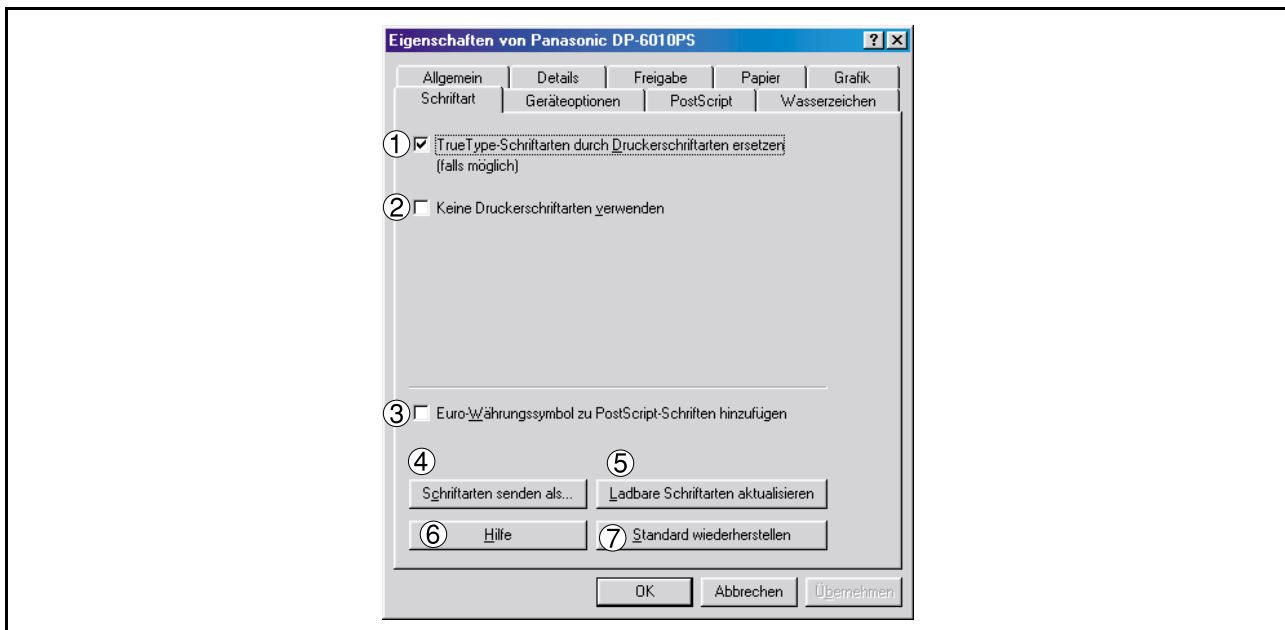 Eigenschaften von Panasonic DP-6010PS
Allgemein Details Freigabe Papier Grafik
Schriftart Geräteoptionen PostScript Wasserzeichen
① TrueType-Schriftarten durch Druckerschriftarten ersetzen
(falls möglich)
② Keine Druckerschriftarten verwenden
③ Euro-Währungssymbol zu PostScript-Schriften hinzufügen
④ ⑤
Schriftarten senden als... Ladbare Schriftarten aktualisieren
⑥ Hilfe ⑦ Standard wiederherstellen
OK Abbrechen Übernehmen